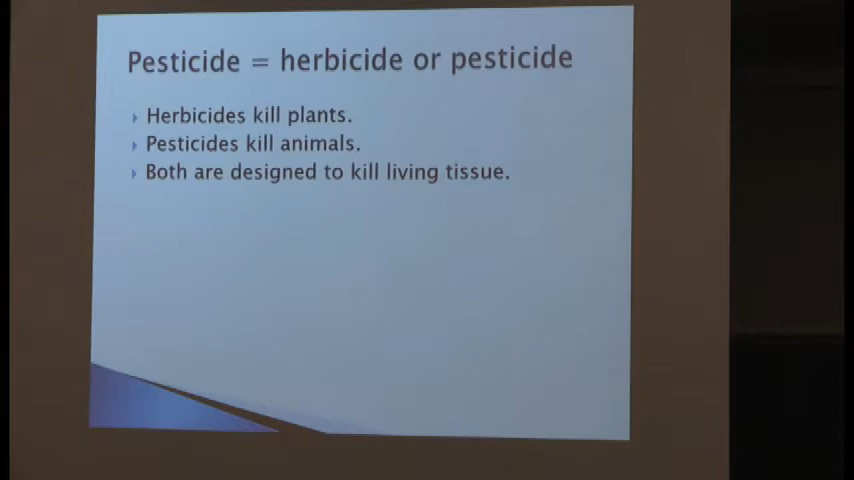 Pesticide = herbicide or pesticide
Herbicides kill plants.
Pesticides kill animals.
Both are designed to kill living tissue.